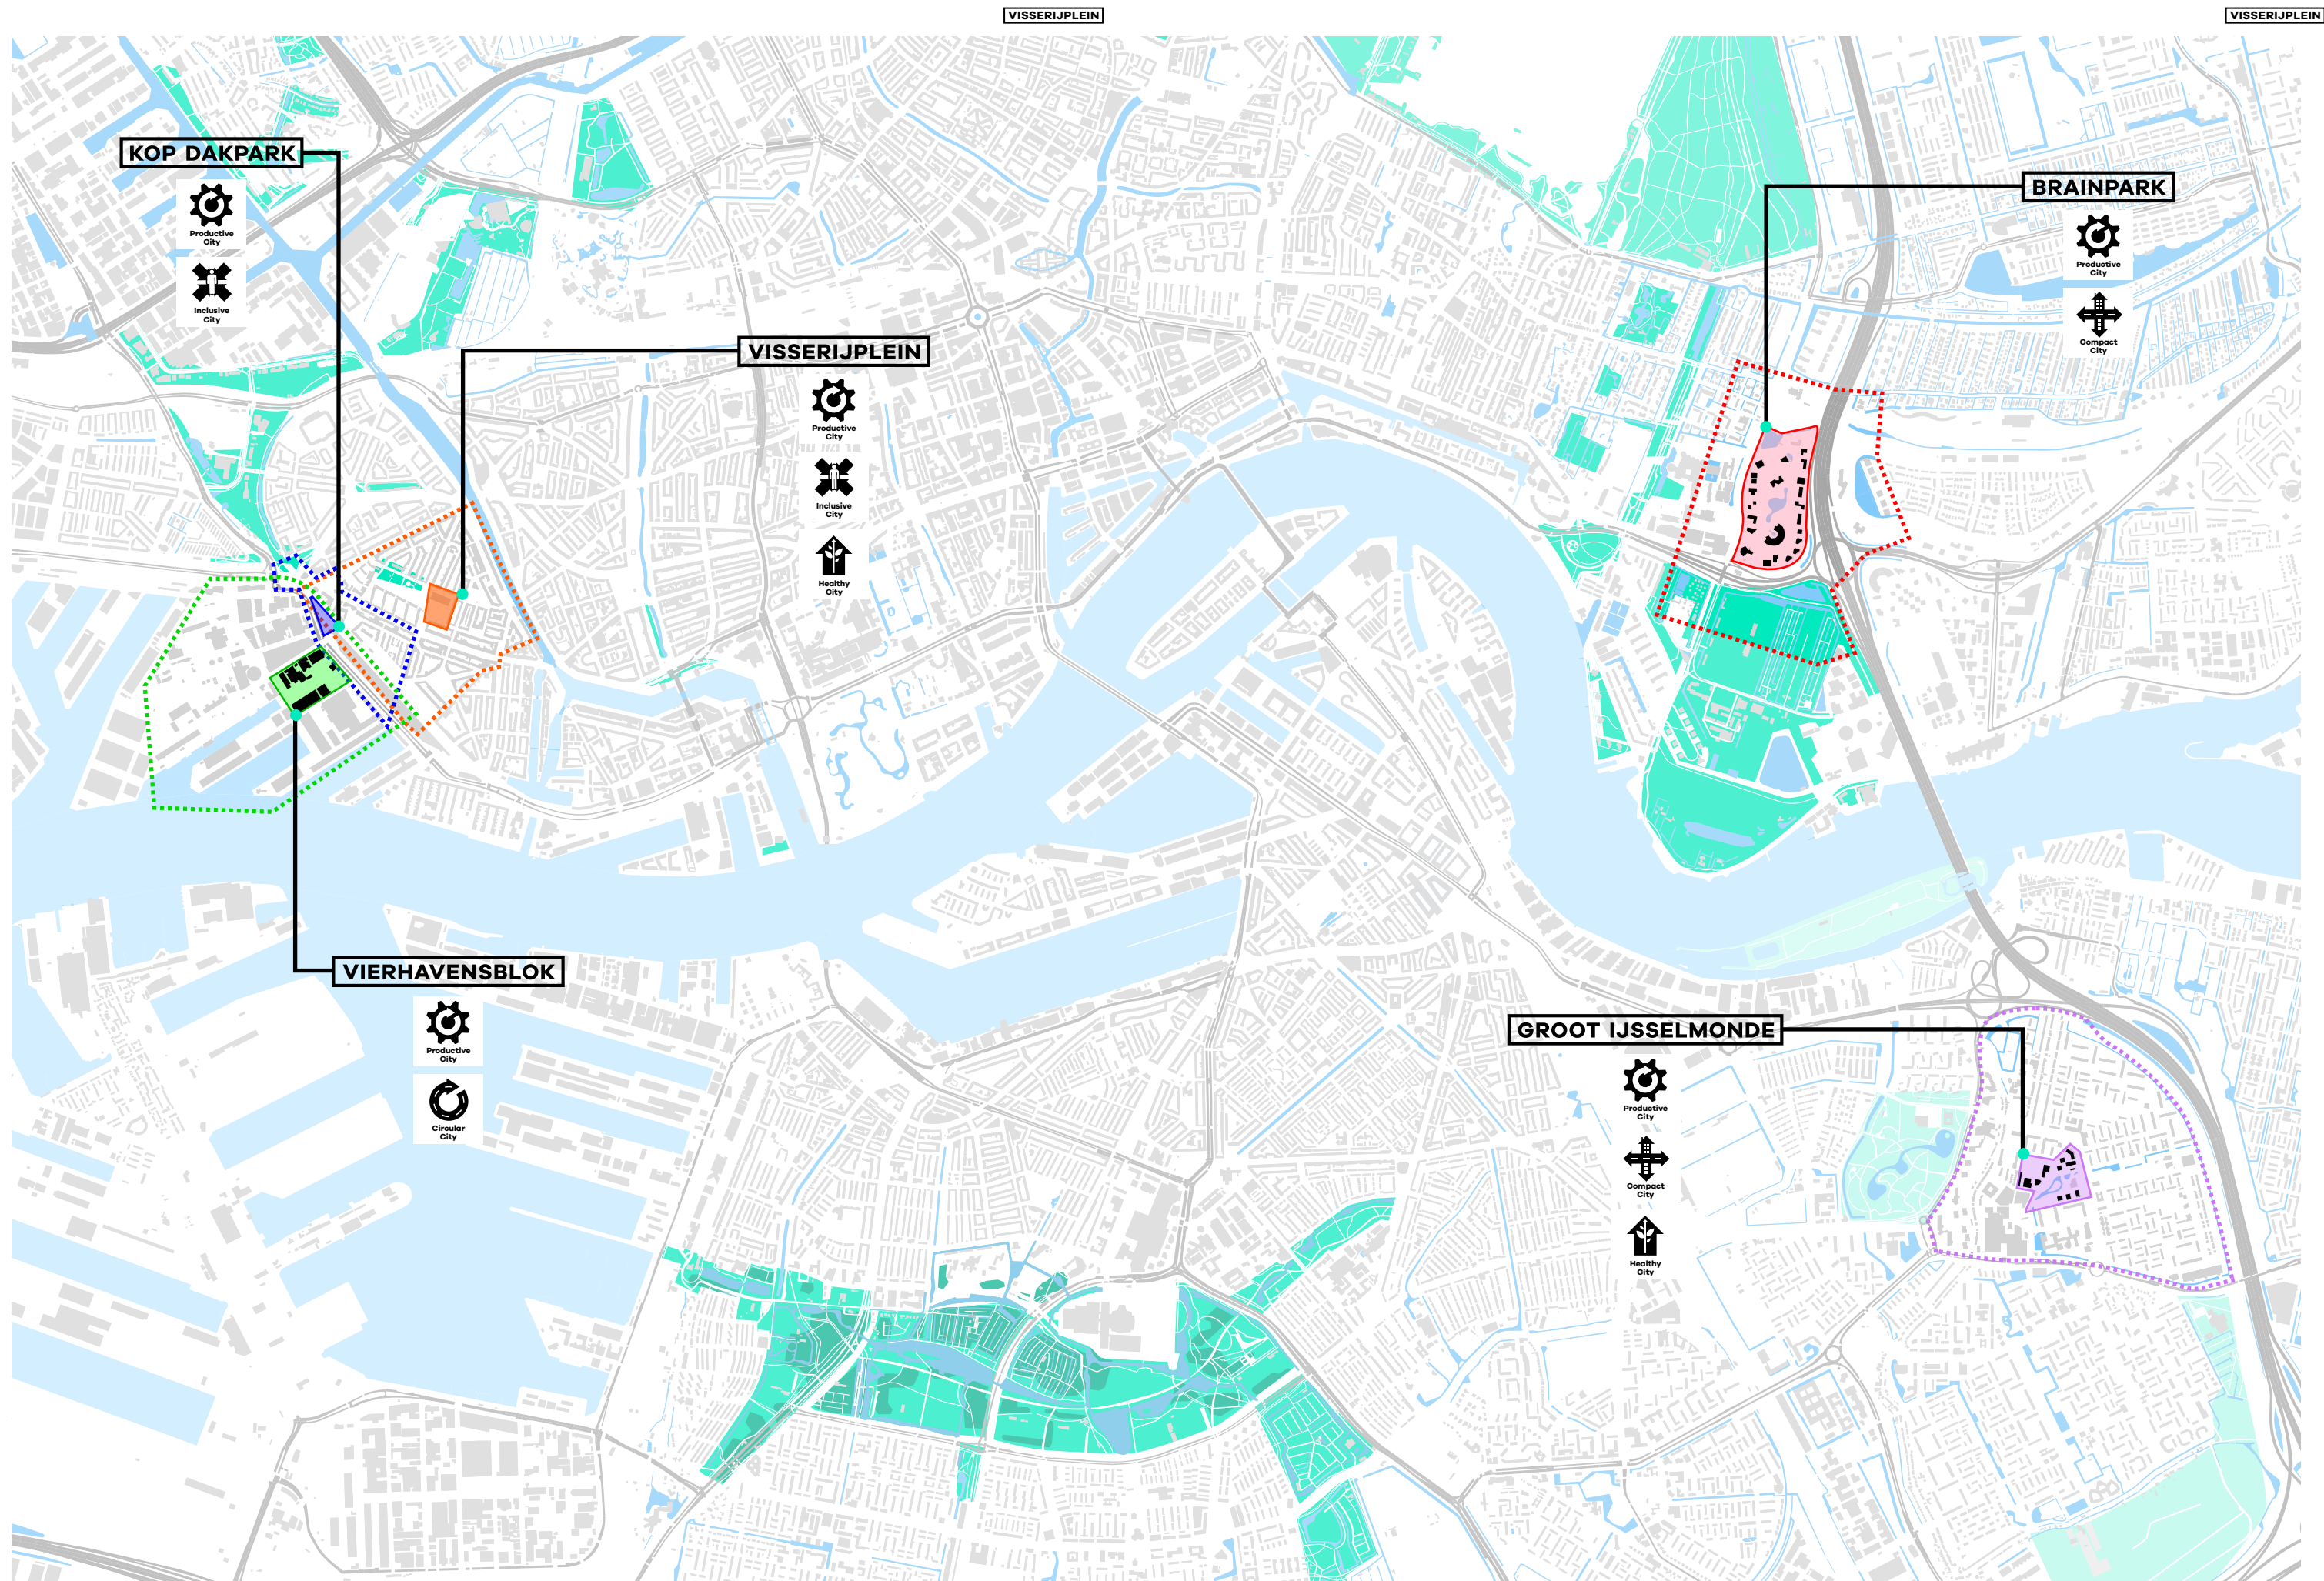 VISSERIJPLEIN
VISSERIJPLEIN
KOP DAKPARK
Productive
City
Inclusive
City
BRAINPARK
Productive
City
Compact
City
VISSERIJPLEIN
Productive
City
Inclusive
City
Healthy
City
VIERHAVENSBLOK
Productive
City
Circular
City
GROOT IJSSELMONDE
Productive
City
Compact
City
Healthy
City